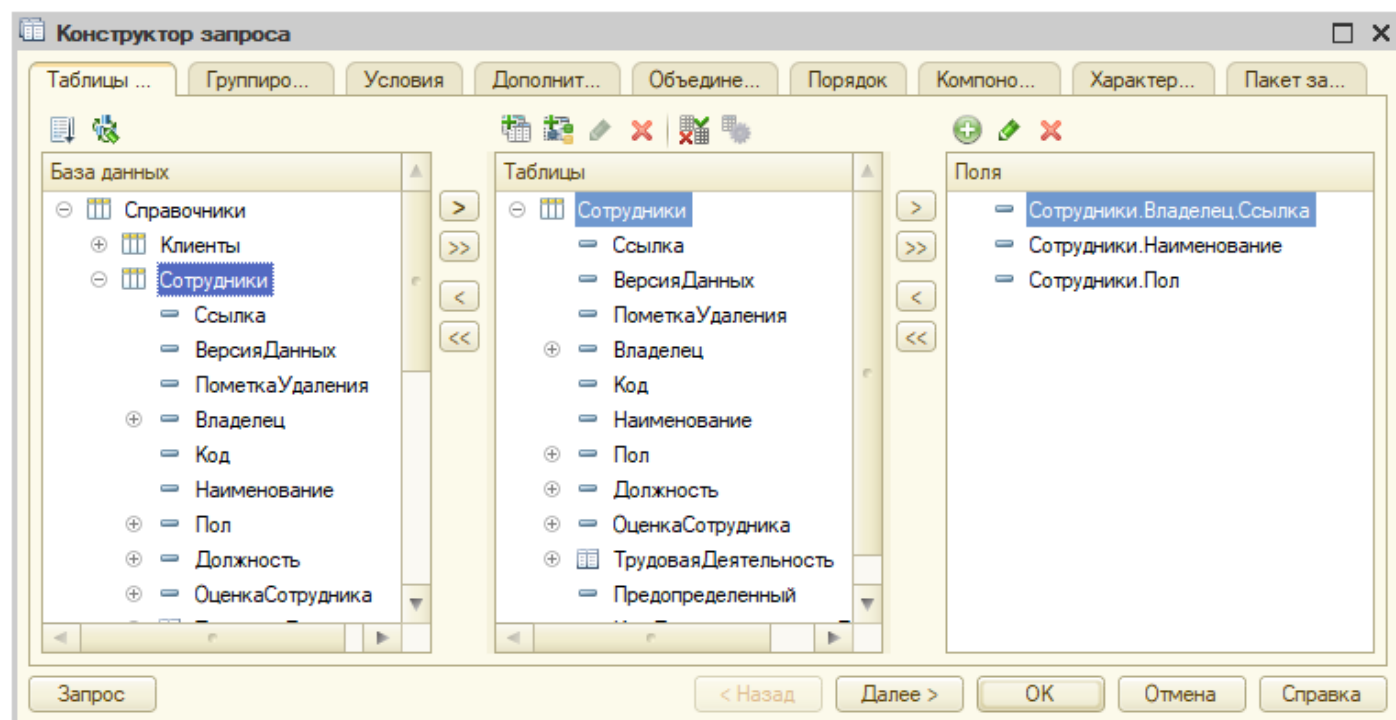 Конструктор запроса
Таблицы ... Группиро... Условия Дополнит... Объедине... Порядок Компоно... Характер... Пакет за...
База данных
Справочники
Клиенты
Сотрудники
Ссылка
ВерсияДанных
ПометкаУдаления
Владелец
Код
Наименование
Пол
Должность
ОценкаСотрудника
>
>>
<
<<
Таблицы
Сотрудники
Ссылка
ВерсияДанных
ПометкаУдаления
Владелец
Код
Наименование
Пол
Должность
ОценкаСотрудника
ТрудоваяДеятельность
Предопределенный
>
>>
<
<<
Поля
Сотрудники.Владелец.Ссылка
Сотрудники.Наименование
Сотрудники.Пол
Запрос < Назад Далее > OK Отмена Справка